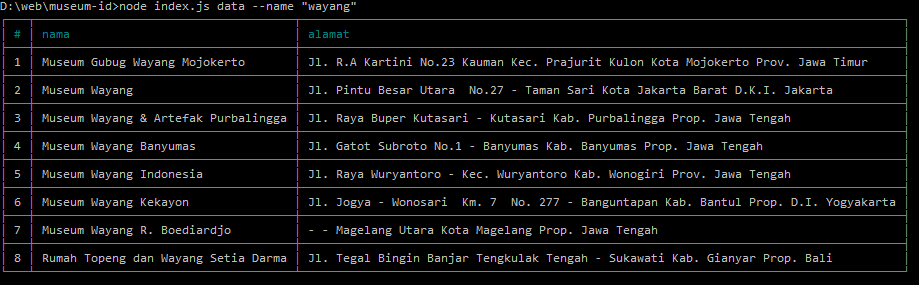 D:\web\museum-id>node index.js data --name "wayang"
# nama alamat
1 Museum Gubug Wayang Mojokerto Jl. R.A Kartini No.23 Kauman Kec. Prajurit Kulon Kota Mojokerto Prov. Jawa Timur
2 Museum Wayang Jl. Pintu Besar Utara  No.27 - Taman Sari Kota Jakarta Barat D.K.I. Jakarta
3 Museum Wayang & Artefak Purbalingga Jl. Raya Buper Kutasari - Kutasari Kab. Purbalingga Prop. Jawa Tengah
4 Museum Wayang Banyumas Jl. Gatot Subroto No.1 - Banyumas Kab. Banyumas Prop. Jawa Tengah
5 Museum Wayang Indonesia Jl. Raya Wuryantoro - Kec. Wuryantoro Kab. Wonogiri Prov. Jawa Tengah
6 Museum Wayang Kekayon Jl. Jogya - Wonosari  Km. 7  No. 277 - Banguntapan Kab. Bantul Prop. D.I. Yogyakarta
7 Museum Wayang R. Boediardjo - - Magelang Utara Kota Magelang Prop. Jawa Tengah
8 Rumah Topeng dan Wayang Setia Darma Jl. Tegal Bingin Banjar Tengkulak Tengah - Sukawati Kab. Gianyar Prop. Bali